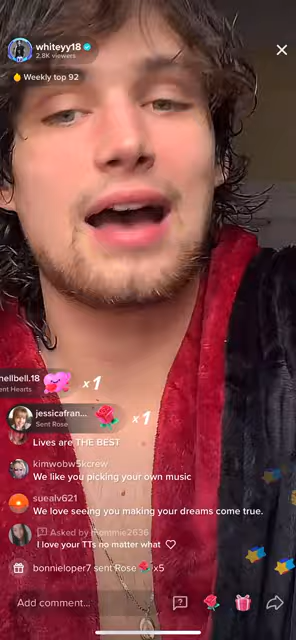 whiteyy18
2.8K viewers
Weekly top 92
hellbell.18
ent Hearts
x1
jessicafran...
Sent Rose
x1
Lives are THE BEST
kimwobw5kcrew
We like you picking your own music
suealv621
We love seeing you making your dreams come true.
Asked by montmie2636
I love your TTs no matter what
bonnieloper7 sent Rose x5
Add comment...